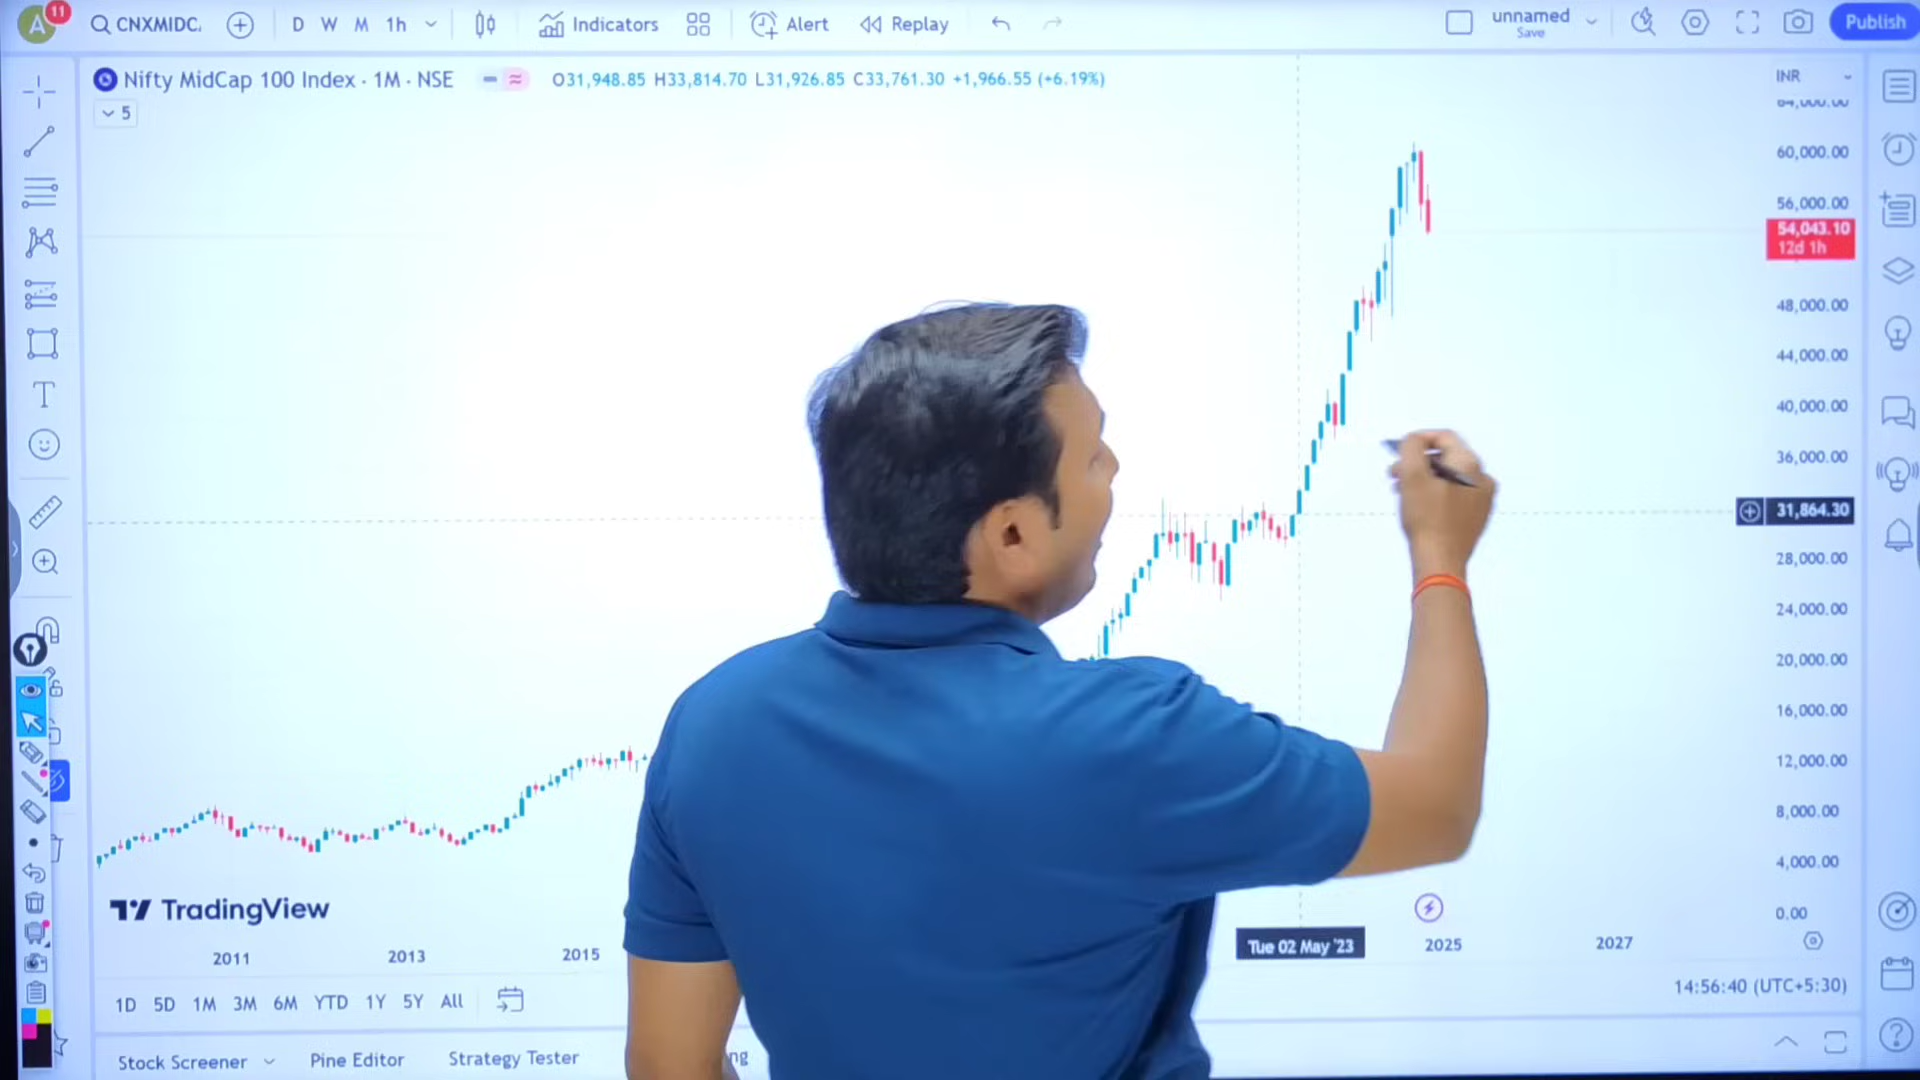 A 11 CNXMIDC. D W M 1h Indicators Alert Replay unnamed Save Publish
Nifty MidCap 100 Index · 1M · NSE O31,948.85 H33,814.70 L31,926.85 C33,761.30 +1,966.55 (+6.19%) INR
5
64,000.00
60,000.00
56,000.00
54,043.10
12d 1h
48,000.00
44,000.00
40,000.00
36,000.00
31,864.30
28,000.00
24,000.00
20,000.00
16,000.00
12,000.00
8,000.00
4,000.00
0.00
TradingView
2011 2013 2015 Tue 02 May '23 2025 2027
1D 5D 1M 3M 6M YTD 1Y 5Y All 14:56:40 (UTC+5:30)
Stock Screener Pine Editor Strategy Tester ng